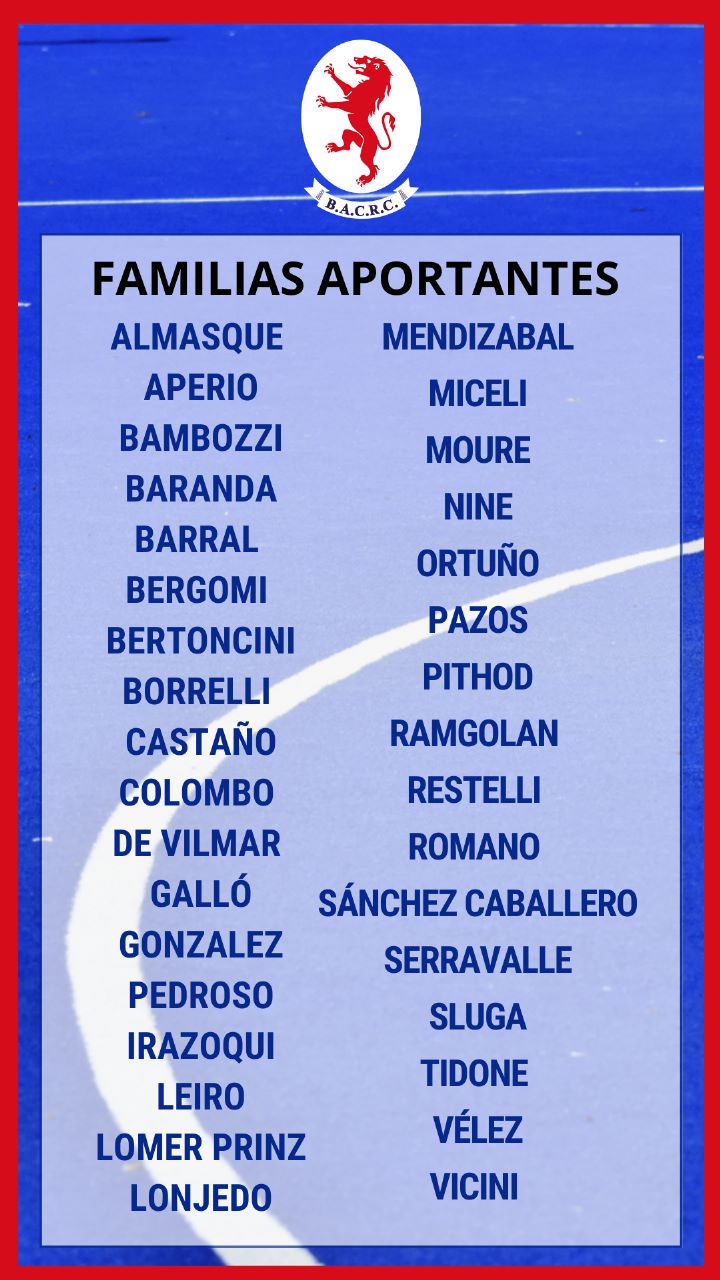 B.A.C.R.C.
FAMILIAS APORTANTES
ALMASQUE
APERIO
BAMBOZZI
BARANDA
BARRAL
BERGOMI
BERTONCINI
BORRELLI
CASTAÑO
COLOMBO
DE VILMAR
GALLÓ
GONZALEZ
PEDROSO
IRAZOQUI
LEIRO
LOMER PRINZ
LONJEDO
MENDIZABAL
MICELI
MOURE
NINE
ORTUÑO
PAZOS
PITHOD
RAMGOLAN
RESTELLI
ROMANO
SÁNCHEZ CABALLERO
SERRAVALLE
SLUGA
TIDONE
VÉLEZ
VICINI